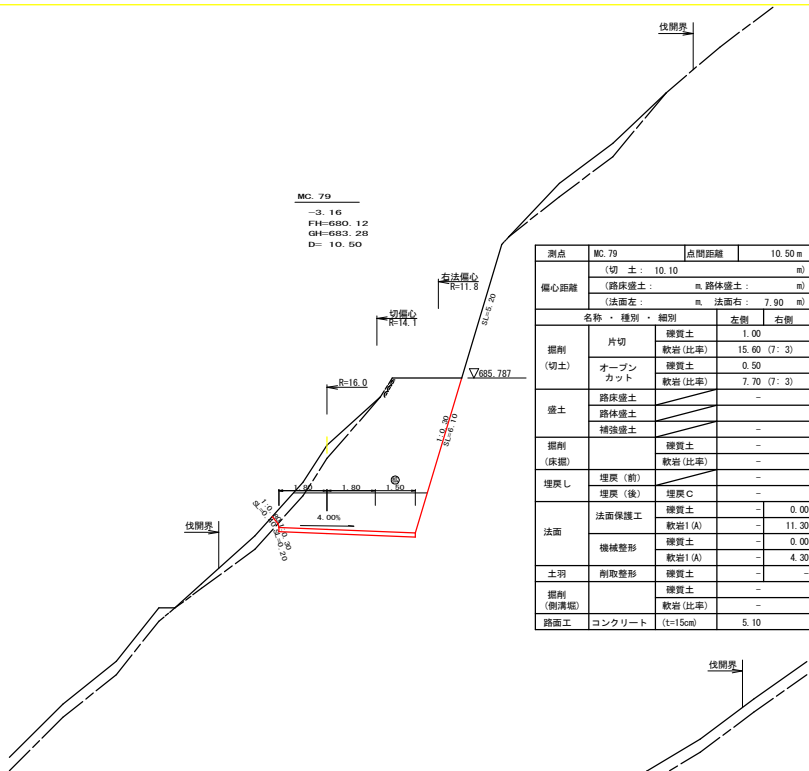 伐開界
MC. 79
-3. 16
FH=680. 12
GH=683. 28
D= 10. 50
右法偏心
R=11.8
切偏心
R=14.1
R=16.0
SL=5.20
▽685.787
1:0.30
SL=6.10
1.80 1.80 1.50
4.00%
1:0.30
SL=0.20
伐開界
測点 MC.79 点間距離 10.50 m
偏心距離 (切 土 : 10.10 m)
(路床盛土 : m, 路体盛土 : m)
(法面左 : m, 法面右 : 7.90 m)
名称 ・ 種別 ・ 細別 左側 右側
掘削 (切土) 片切 礫質土 1.00
軟岩(比率) 15.60 (7: 3)
オープンカット 礫質土 0.50
軟岩(比率) 7.70 (7: 3)
盛土 路床盛土 -
路体盛土
補強盛土 -
掘削 (床掘) 礫質土 -
軟岩(比率) -
埋戻し 埋戻 (前) -
埋戻 (後) 埋戻C -
法面 法面保護工 礫質土 - 0.00
軟岩1(A) - 11.30
機械整形 礫質土 - 0.00
軟岩1(A) - 4.30
土羽 削取整形 礫質土 - -
掘削 (側溝堀) 礫質土 -
軟岩(比率) -
路面工 コンクリート (t=15cm) 5.10
伐開界